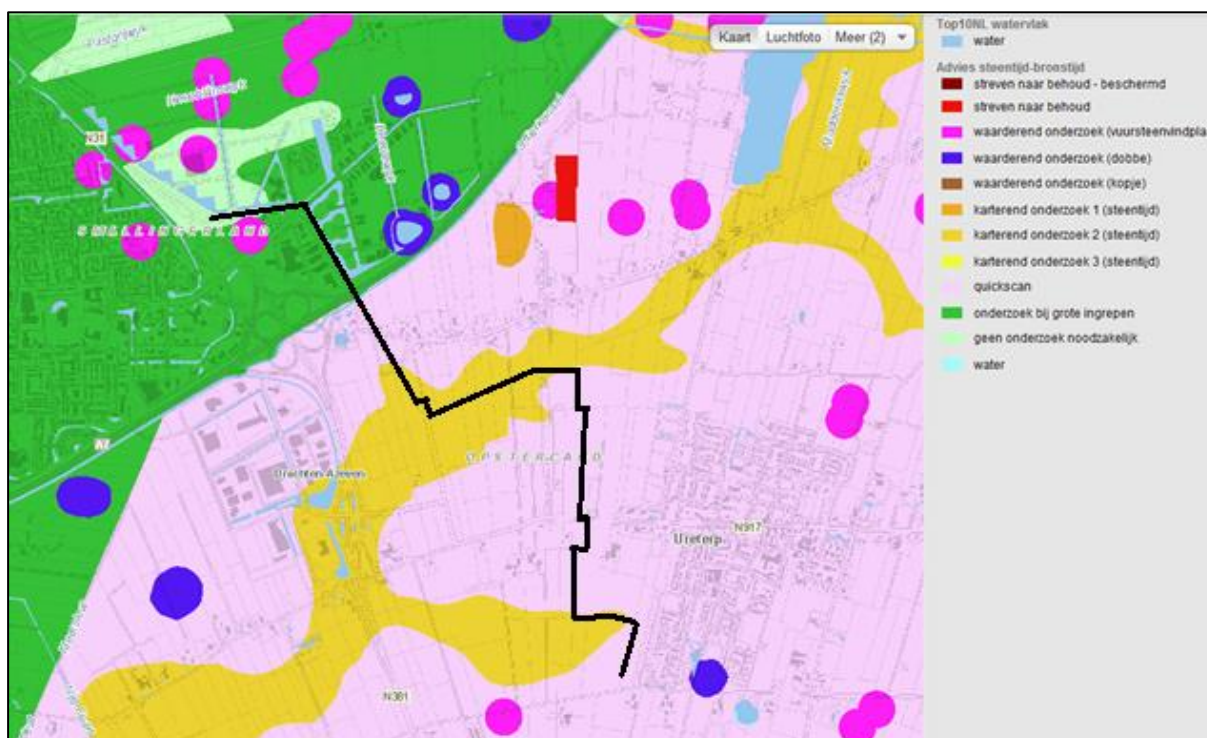 Kaart Luchtfoto Meer (2)
N31
SMALLINGERLAND
Drachten Azeven
OPSTERLAND
Ureterp
N917
N381
A7
Top10NL watervlak
water
Advies steentijd-bronstijd
streven naar behoud - beschermd
streven naar behoud
waarderend onderzoek (vuursteenvindpla
waarderend onderzoek (dobbe)
waarderend onderzoek (kopje)
karterend onderzoek 1 (steentijd)
karterend onderzoek 2 (steentijd)
karterend onderzoek 3 (steentijd)
quickscan
onderzoek bij grote ingrepen
geen onderzoek noodzakelijk
water